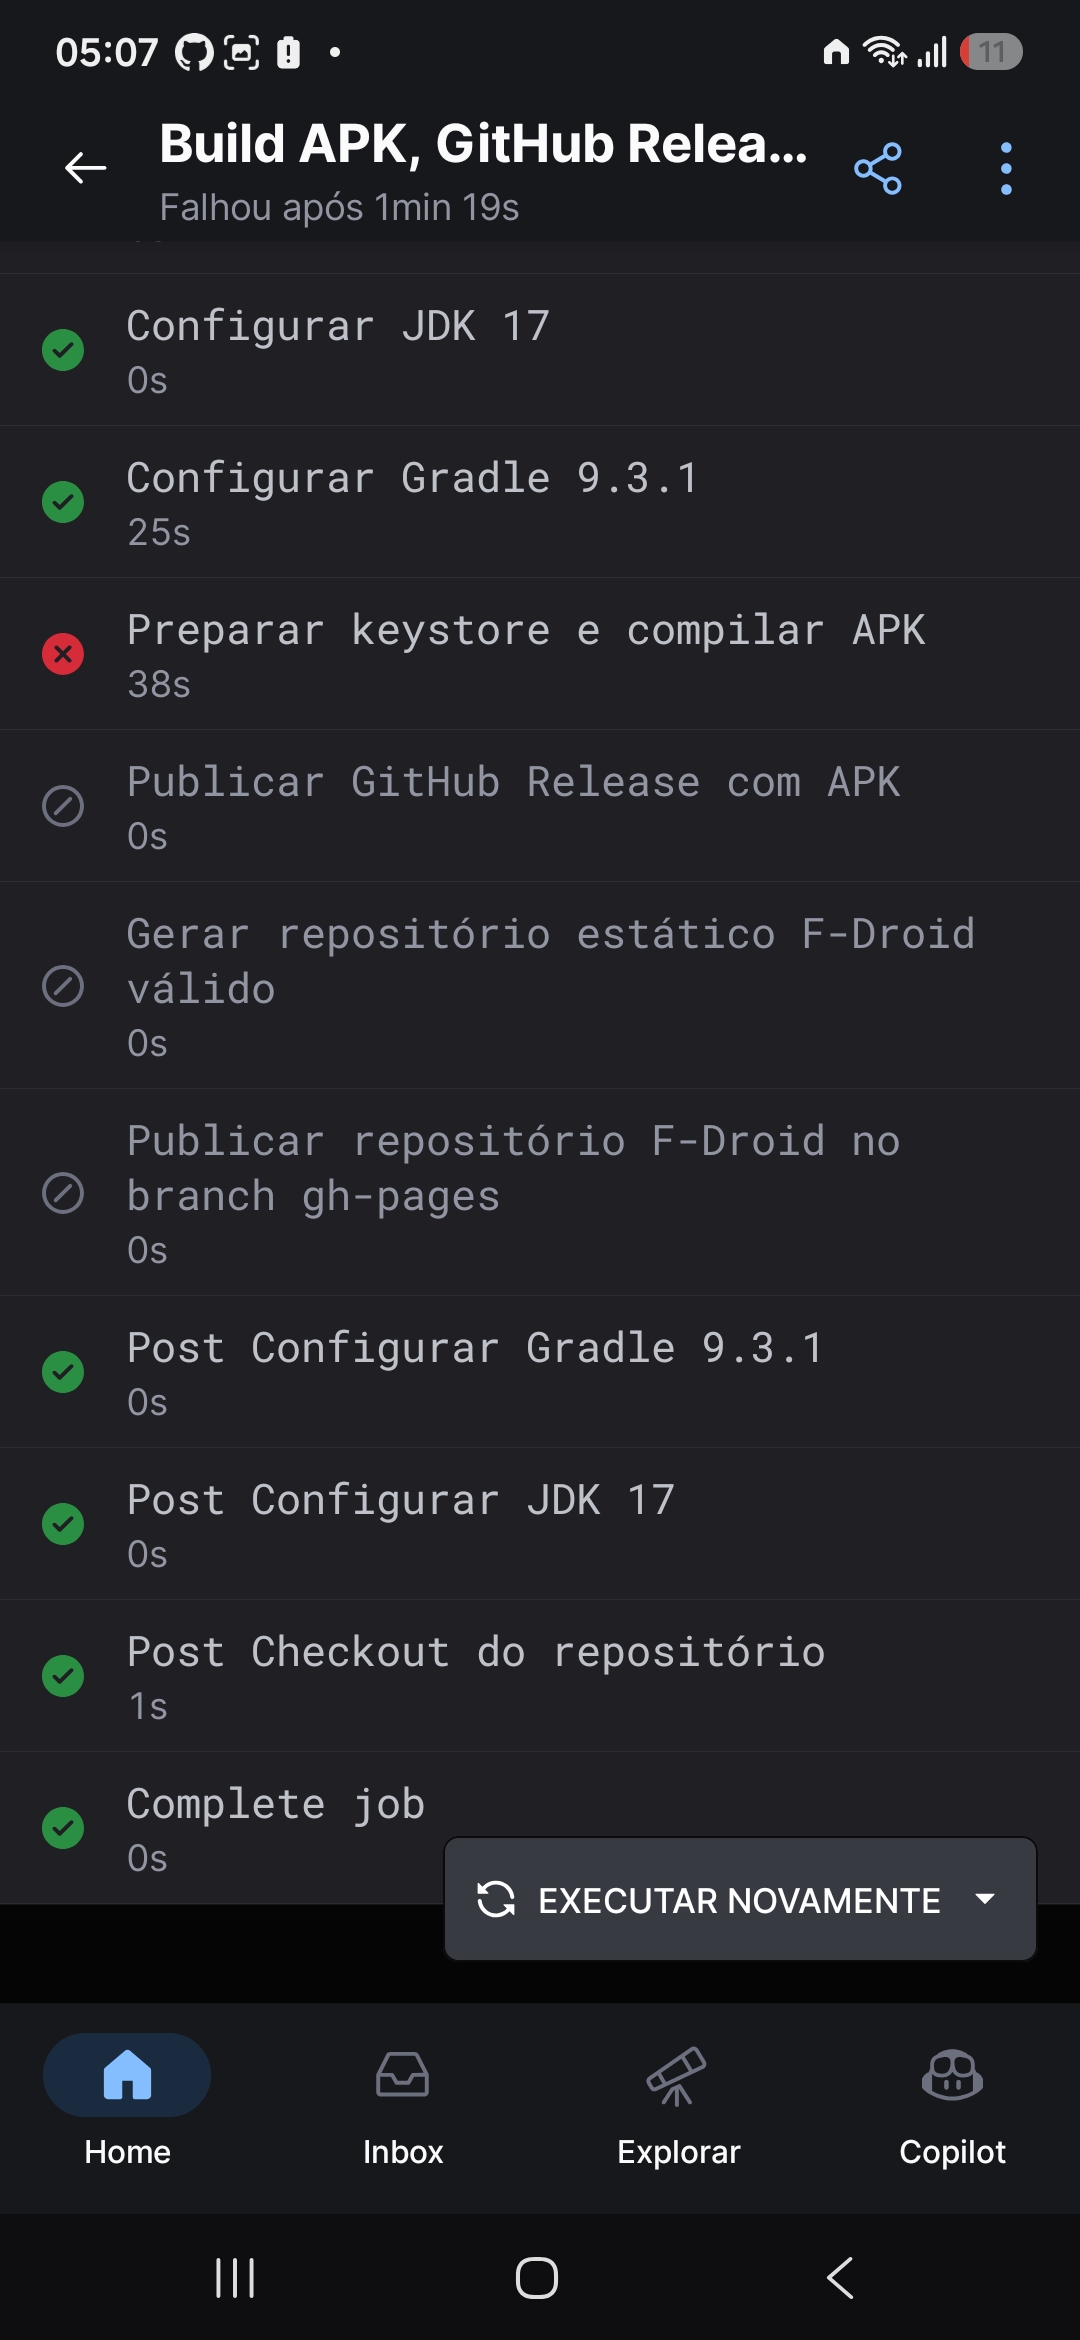 05:07
11
Build APK, GitHub Relea...
Falhou após 1min 19s
Configurar JDK 17
0s
Configurar Gradle 9.3.1
25s
Preparar keystore e compilar APK
38s
Publicar GitHub Release com APK
0s
Gerar repositório estático F-Droid
válido
0s
Publicar repositório F-Droid no
branch gh-pages
0s
Post Configurar Gradle 9.3.1
0s
Post Configurar JDK 17
0s
Post Checkout do repositório
1s
Complete job
0s
EXECUTAR NOVAMENTE
Home
Inbox
Explorar
Copilot